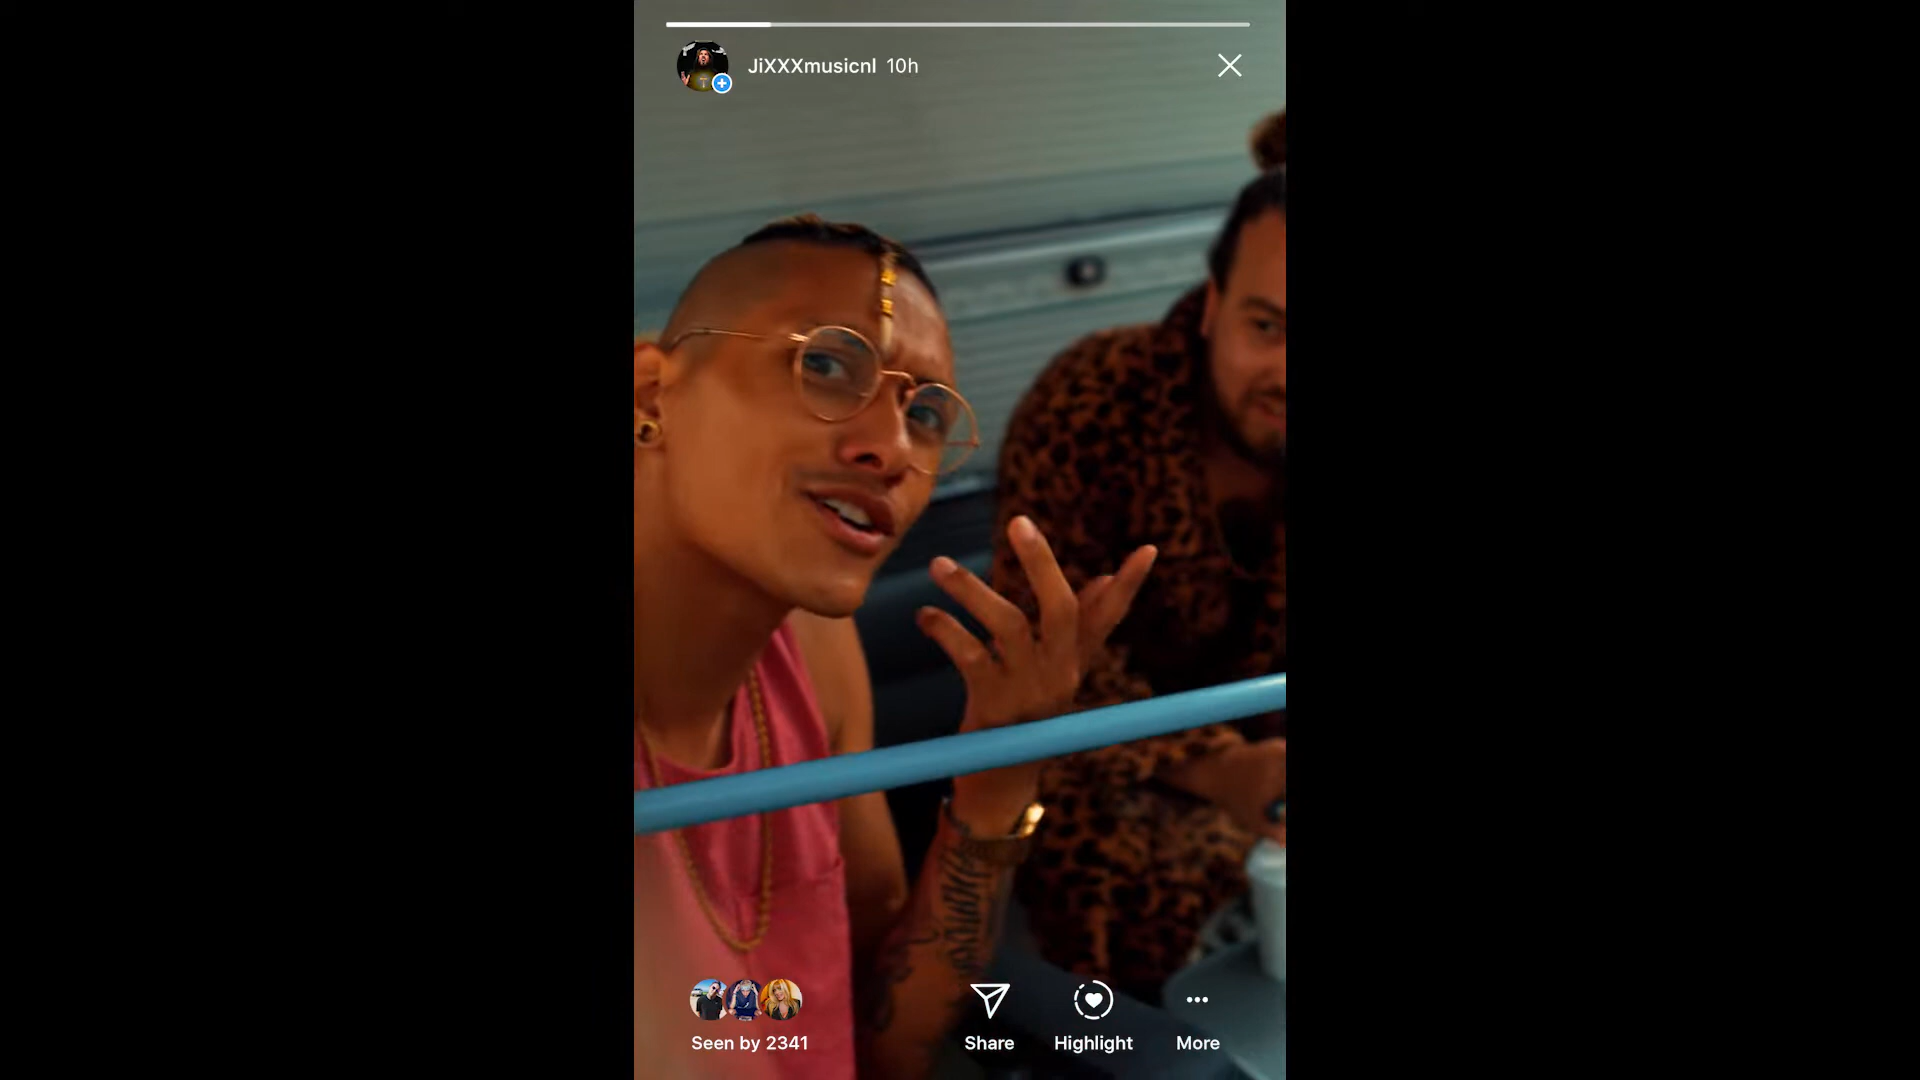 JiXXXmusicnl 10h
Seen by 2341
Share
Highlight
More